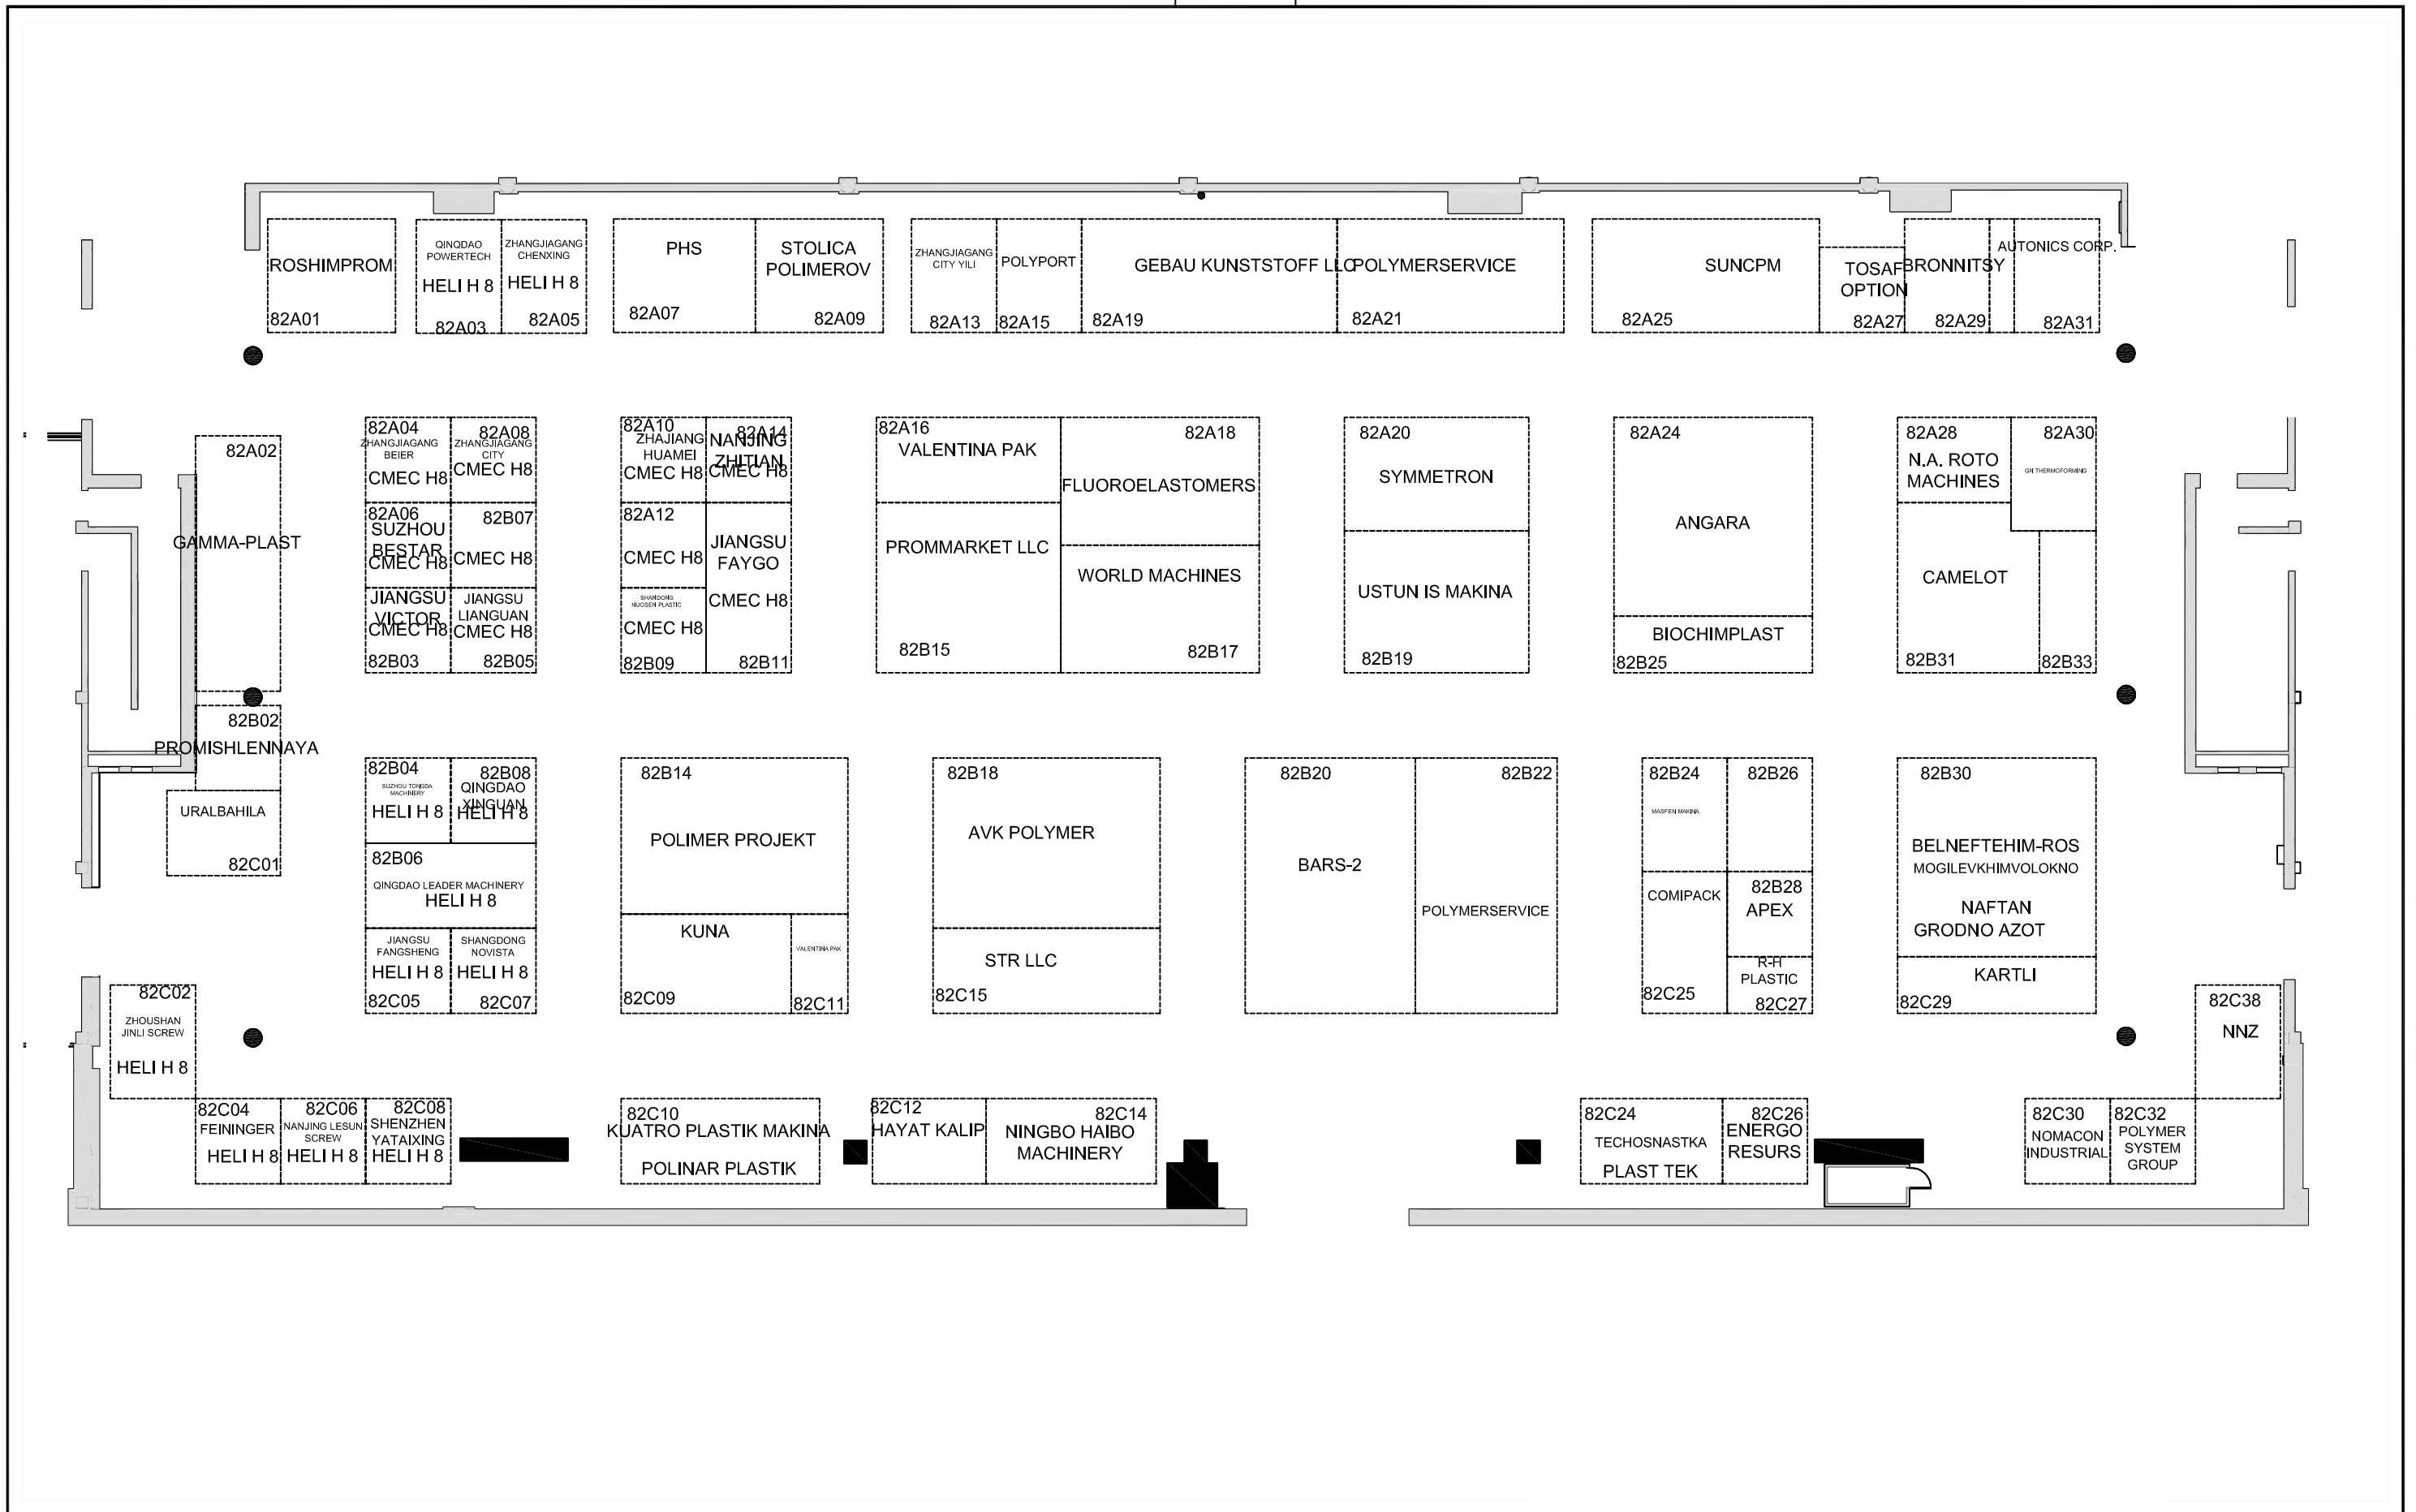 ROSHIMPROM
82A01
QINQDAO
POWERTECH
HELI H 8
82A03
ZHANGJIAGANG
CHENXING
HELI H 8
82A05
PHS
82A07
STOLICA
POLIMEROV
82A09
ZHANGJIAGANG
CITY YILI
82A13
POLYPORT
82A15
GEBAU KUNSTSTOFF LLC
82A19
POLYMERSERVICE
82A21
SUNCPM
82A25
TOSAF
OPTION
82A27
BRONNITSY
82A29
AUTONICS CORP.
82A31
82A02
GAMMA-PLAST
82A04
ZHANGJIAGANG
BEIER
CMEC H8
82A08
ZHANGJIAGANG
CITY
CMEC H8
82A06
SUZHOU
BESTAR
CMEC H8
82B07
CMEC H8
JIANGSU
VICTOR
CMEC H8
82B03
JIANGSU
LIANGUAN
CMEC H8
82B05
82A10
ZHAJIANG
HUAMEI
CMEC H8
82A14
NANJING
ZHITIAN
CMEC H8
82A12
CMEC H8
JIANGSU
FAYGO
CMEC H8
82B11
SHANDONG
NUOSEN PLASTIC
CMEC H8
82B09
82A16
VALENTINA PAK
82A18
FLUOROELASTOMERS
PROMMARKET LLC
82B15
WORLD MACHINES
82B17
82A20
SYMMETRON
USTUN IS MAKINA
82B19
82A24
ANGARA
BIOCHIMPLAST
82B25
82A28
N.A. ROTO
MACHINES
82A30
GN THERMOFORMING
CAMELOT
82B31
82B33
82B02
PROMISHLENNAYA
URALBAHILA
82C01
82B04
SUZHOU TONGDA
MACHINERY
HELI H 8
82B08
QINGDAO
XINGUAN
HELI H 8
82B06
QINGDAO LEADER MACHINERY
HELI H 8
JIANGSU
FANGSHENG
HELI H 8
82C05
SHANGDONG
NOVISTA
HELI H 8
82C07
82B14
POLIMER PROJEKT
KUNA
82C09
VALENTINA PAK
82C11
82B18
AVK POLYMER
STR LLC
82C15
82B20
BARS-2
82B22
POLYMERSERVICE
82B24
MASFEN MAKINA
82B26
COMIPACK
82C25
82B28
APEX
R-H
PLASTIC
82C27
82B30
BELNEFTEHIM-ROS
MOGILEVKHIMVOLOKNO
NAFTAN
GRODNO AZOT
KARTLI
82C29
82C38
NNZ
82C02
ZHOUSHAN
JINLI SCREW
HELI H 8
82C04
FEININGER
HELI H 8
82C06
NANJING LESUN
SCREW
HELI H 8
82C08
SHENZHEN
YATAIXING
HELI H 8
82C10
KUATRO PLASTIK MAKINA
POLINAR PLASTIK
82C12
HAYAT KALIP
82C14
NINGBO HAIBO
MACHINERY
82C24
TECHOSNASTKA
PLAST TEK
82C26
ENERGO
RESURS
82C30
NOMACON
INDUSTRIAL
82C32
POLYMER
SYSTEM
GROUP